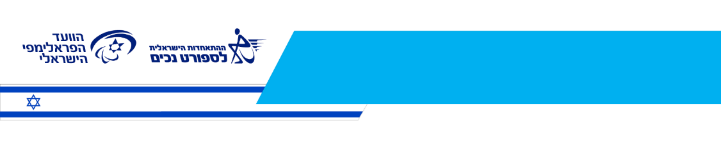 ההתאחדות הישראלית
לספורט נכים
הוועד
הפראלימפי
הישראלי